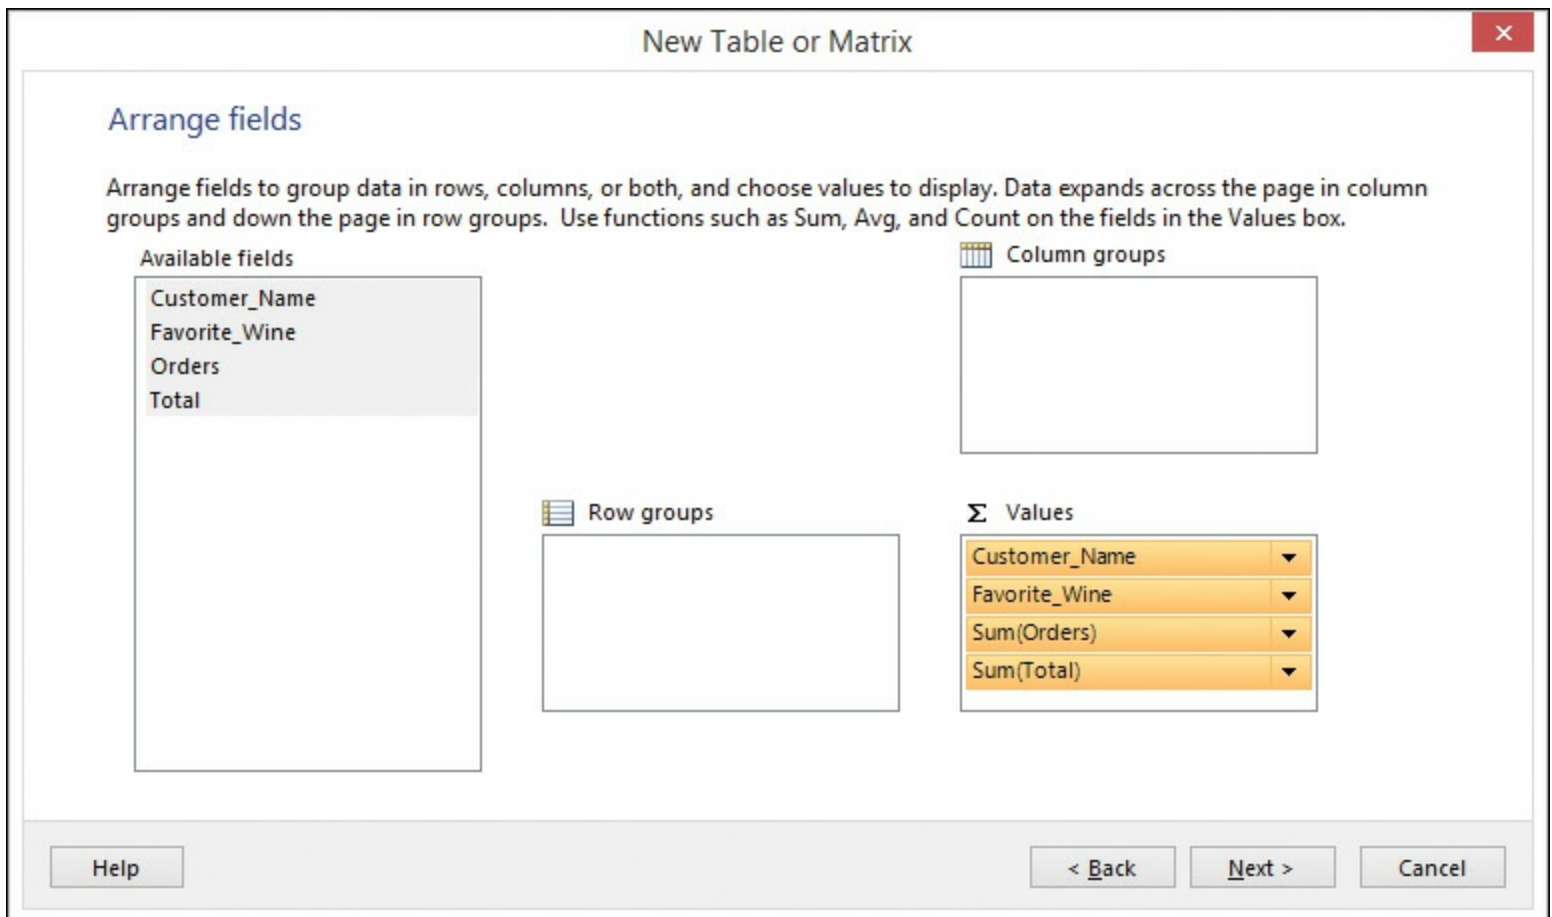 New Table or Matrix
Arrange fields
Arrange fields to group data in rows, columns, or both, and choose values to display. Data expands across the page in column
groups and down the page in row groups.  Use functions such as Sum, Avg, and Count on the fields in the Values box.
Available fields
Customer_Name
Favorite_Wine
Orders
Total
Column groups
Row groups
Σ Values
Customer_Name
Favorite_Wine
Sum(Orders)
Sum(Total)
Help
< Back
Next >
Cancel